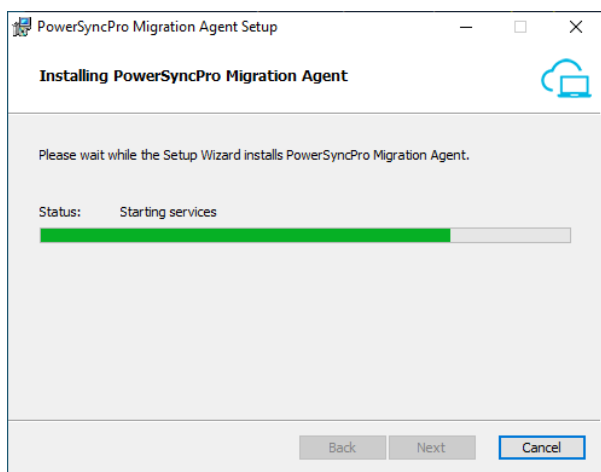 PowerSyncPro Migration Agent Setup
Installing PowerSyncPro Migration Agent
Please wait while the Setup Wizard installs PowerSyncPro Migration Agent.
Status: Starting services
Back Next Cancel